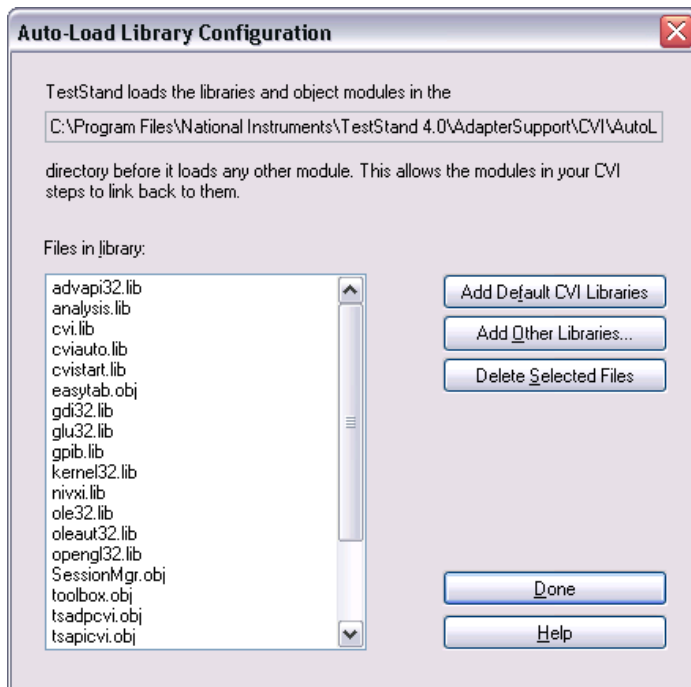 Auto-Load Library Configuration
TestStand loads the libraries and object modules in the
C:\Program Files\National Instruments\TestStand 4.0\AdapterSupport\CVI\AutoL
directory before it loads any other module. This allows the modules in your CVI
steps to link back to them.
Files in library:
advapi32.lib
analysis.lib
cvi.lib
cviauto.lib
cvistart.lib
easytab.obj
gdi32.lib
glu32.lib
gpib.lib
kernel32.lib
nivxi.lib
ole32.lib
oleaut32.lib
opengl32.lib
SessionMgr.obj
toolbox.obj
tsadpcvi.obj
tsapicvi.obj
Add Default CVI Libraries
Add Other Libraries...
Delete Selected Files
Done
Help